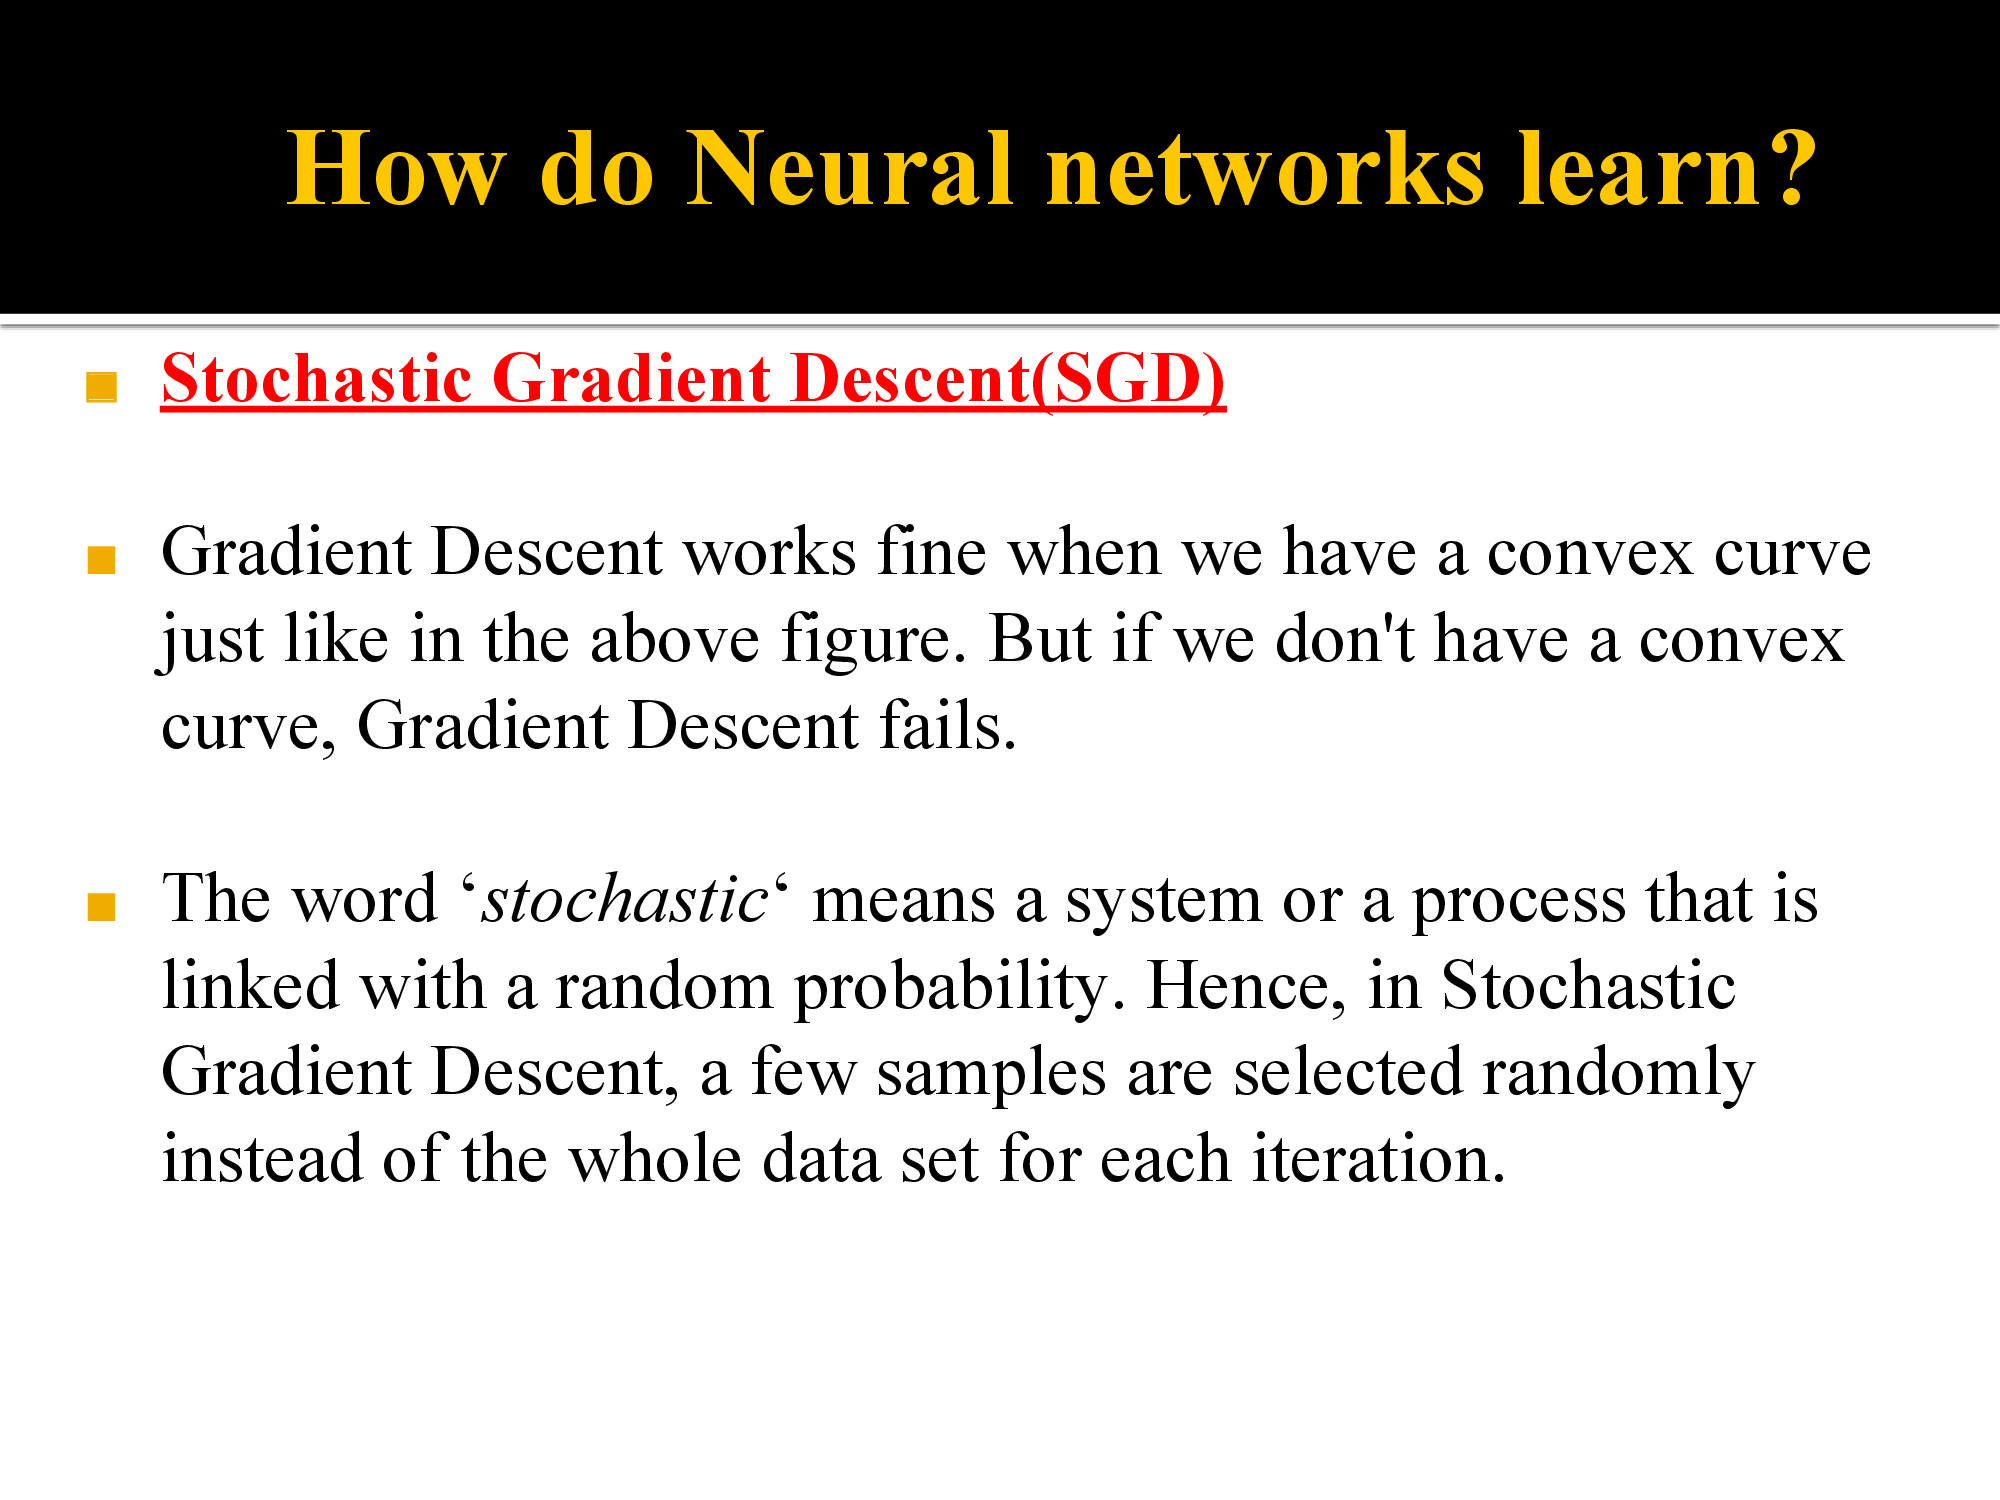 How do Neural networks learn?
Stochastic Gradient Descent(SGD)
Gradient Descent works fine when we have a convex curve
just like in the above figure. But if we don't have a convex
curve, Gradient Descent fails.
The word ‘stochastic‘ means a system or a process that is
linked with a random probability. Hence, in Stochastic
Gradient Descent, a few samples are selected randomly
instead of the whole data set for each iteration.